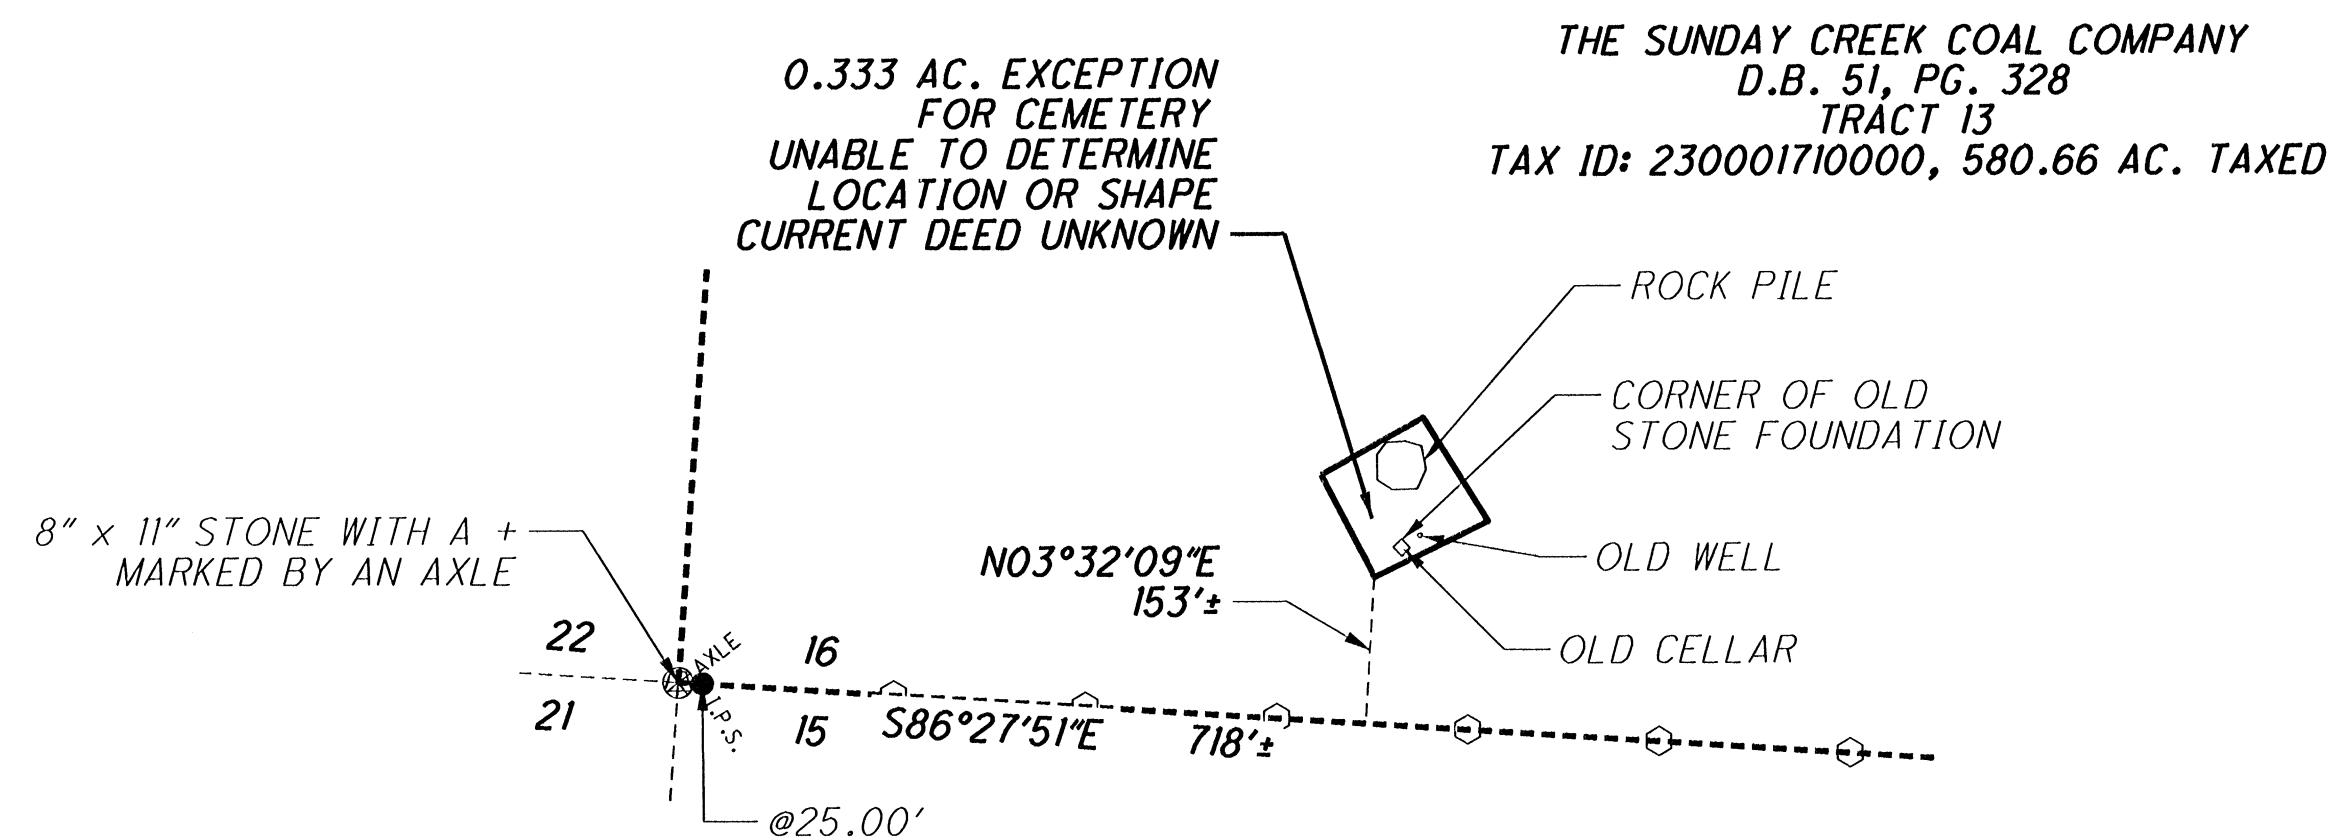 THE SUNDAY CREEK COAL COMPANY
D.B. 51, PG. 328
TRACT 13
TAX ID: 230001710000, 580.66 AC. TAXED
0.333 AC. EXCEPTION
FOR CEMETERY
UNABLE TO DETERMINE
LOCATION OR SHAPE
CURRENT DEED UNKNOWN
ROCK PILE
CORNER OF OLD
STONE FOUNDATION
8" x 11" STONE WITH A +
MARKED BY AN AXLE
N03°32'09"E
153'±
OLD WELL
OLD CELLAR
22
21
AXLE
I.P.S.
16
15
S86°27'51"E
718'±
@25.00'